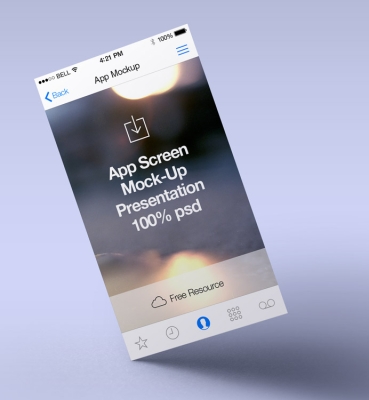 BELL 4:21 PM 100%
Back App Mockup
App Screen
Mock-Up
Presentation
100% psd
Free Resource